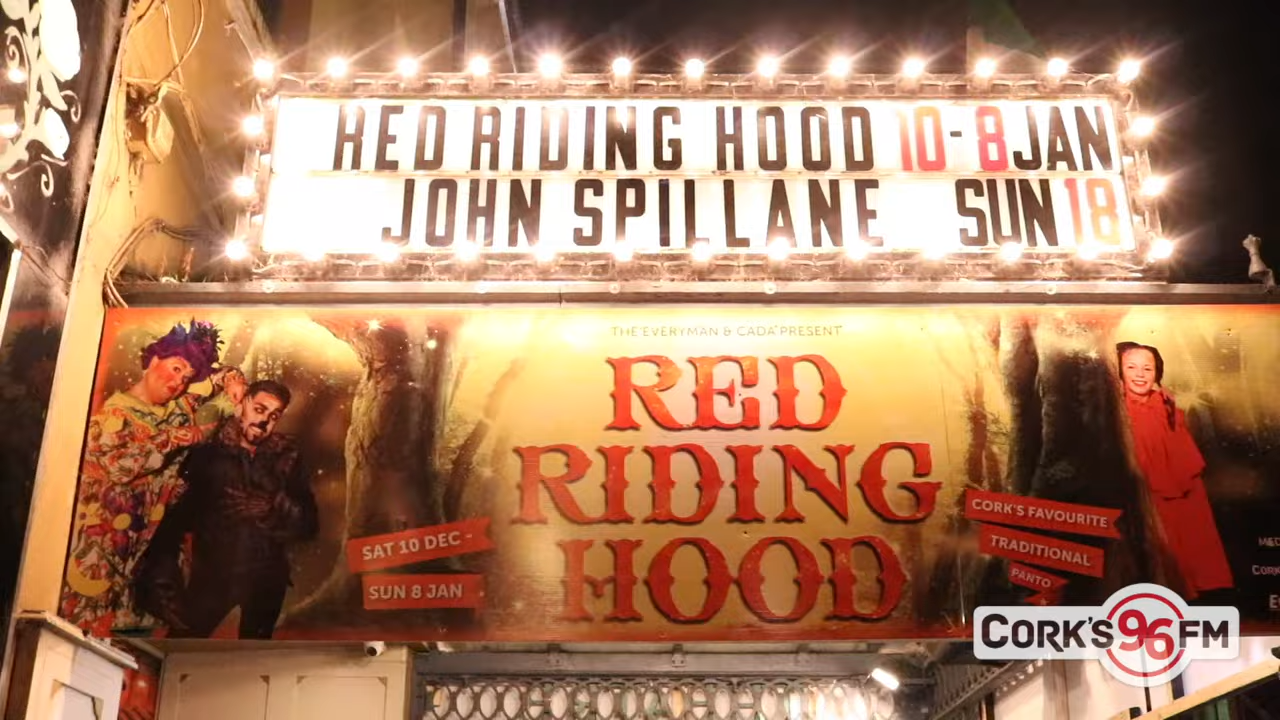 RED RIDING HOOD 10-8 JAN
JOHN SPILLANE SUN 18
THE EVERYMAN & CADA PRESENT
RED
RIDING
HOOD
SAT 10 DEC -
SUN 8 JAN
CORK'S FAVOURITE
TRADITIONAL
PANTO
CORK'S 96FM